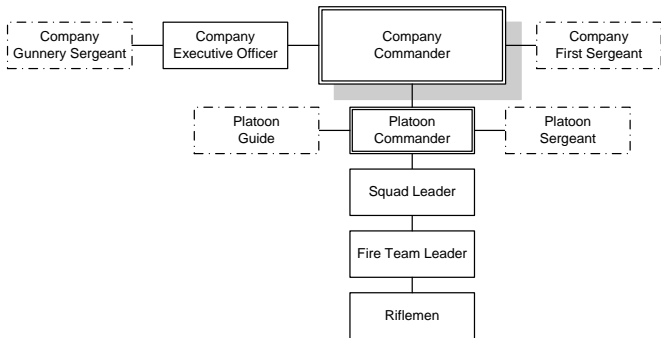 Company
Gunnery Sergeant
Company
Executive Officer
Company
Commander
Company
First Sergeant
Platoon
Guide
Platoon
Commander
Platoon
Sergeant
Squad Leader
Fire Team Leader
Riflemen